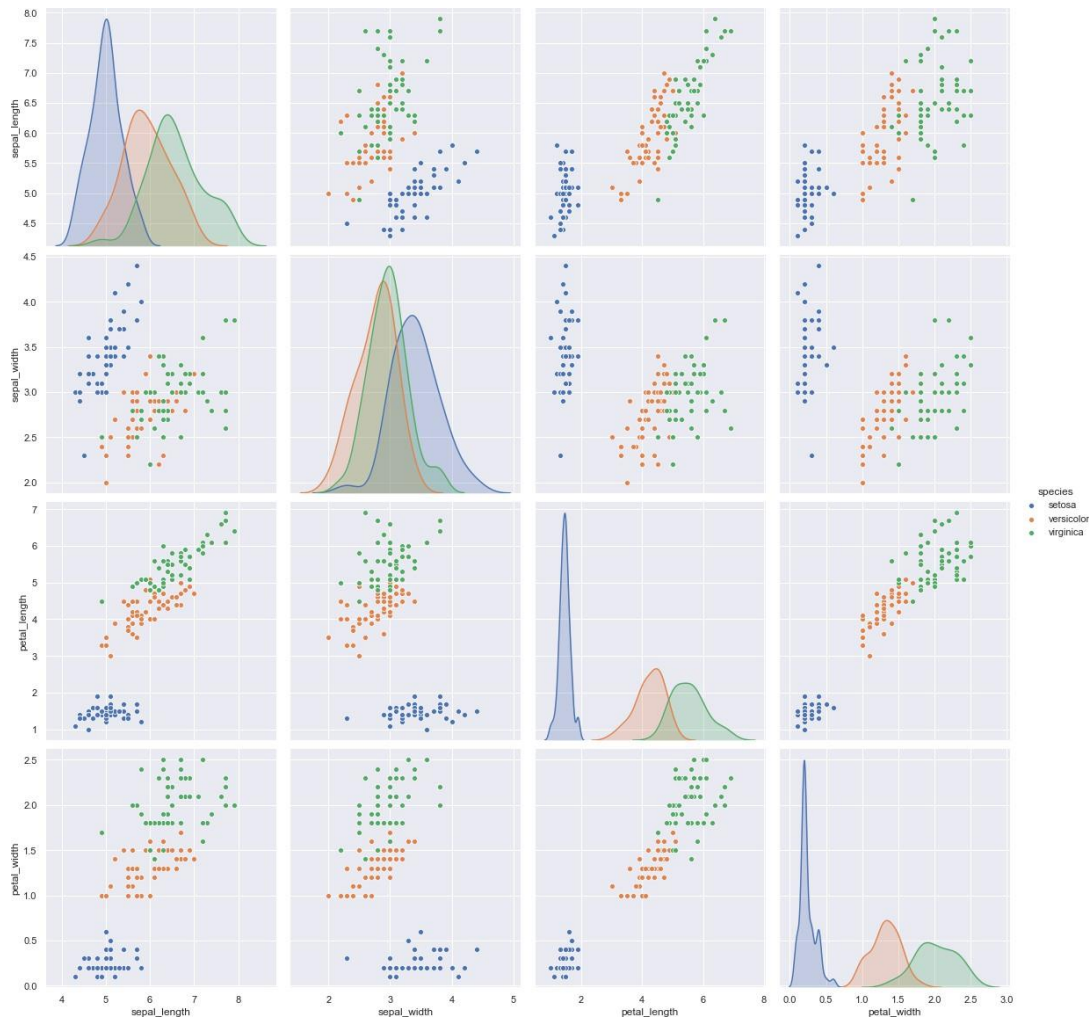 8.0
7.5
7.0
6.5
6.0
5.5
5.0
4.5
sepal_length
4.5
4.0
3.5
3.0
2.5
2.0
sepal_width
species
setosa
versicolor
virginica
7
6
5
4
3
2
1
petal_length
2.5
2.0
1.5
1.0
0.5
0.0
petal_width
4 6 8
sepal_length
2 3 4 5
sepal_width
2 4 6 8
petal_length
0.0 0.5 1.0 1.5 2.0 2.5 3.0
petal_width